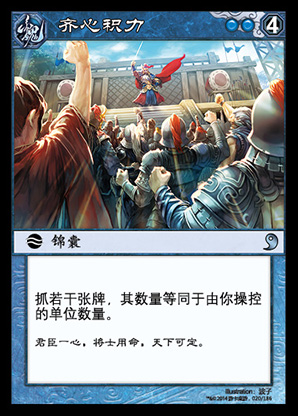 齐心积力
4
锦囊
抓若干张牌，其数量等同于由你操控
的单位数量。
君臣一心，将士用命，天下可定。